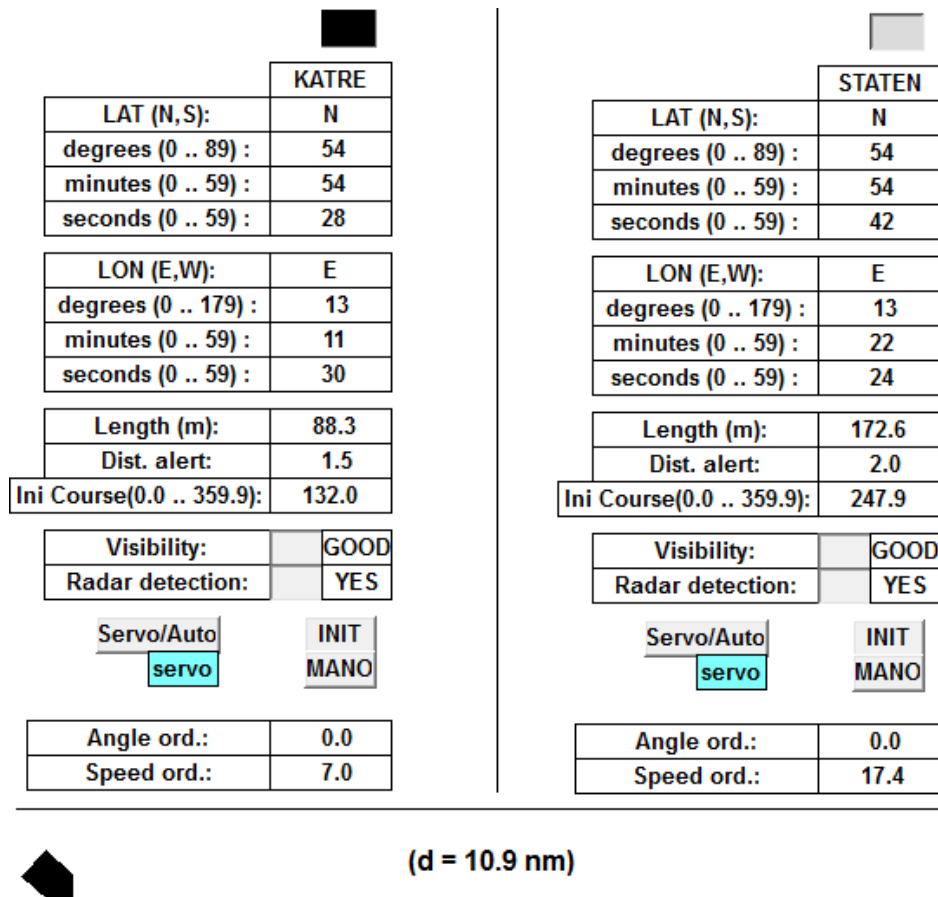 KATRE
LAT (N,S): N
degrees (0 .. 89) : 54
minutes (0 .. 59) : 54
seconds (0 .. 59) : 28
LON (E,W): E
degrees (0 .. 179) : 13
minutes (0 .. 59) : 11
seconds (0 .. 59) : 30
Length (m): 88.3
Dist. alert: 1.5
Ini Course(0.0 .. 359.9): 132.0
Visibility: GOOD
Radar detection: YES
Servo/Auto INIT
servo MANO
Angle ord.: 0.0
Speed ord.: 7.0
STATEN
LAT (N,S): N
degrees (0 .. 89) : 54
minutes (0 .. 59) : 54
seconds (0 .. 59) : 42
LON (E,W): E
degrees (0 .. 179) : 13
minutes (0 .. 59) : 22
seconds (0 .. 59) : 24
Length (m): 172.6
Dist. alert: 2.0
Ini Course(0.0 .. 359.9): 247.9
Visibility: GOOD
Radar detection: YES
Servo/Auto INIT
servo MANO
Angle ord.: 0.0
Speed ord.: 17.4
(d = 10.9 nm)